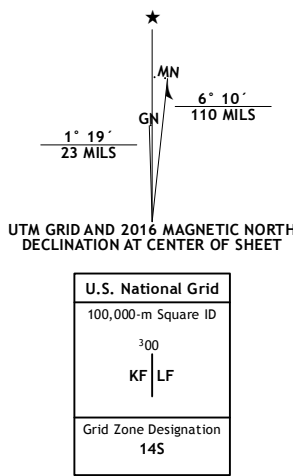 ★
MN
6° 10´
110 MILS
GN
1° 19´
23 MILS
UTM GRID AND 2016 MAGNETIC NORTH
DECLINATION AT CENTER OF SHEET
U.S. National Grid
100,000-m Square ID
³00
KF LF
Grid Zone Designation
14S